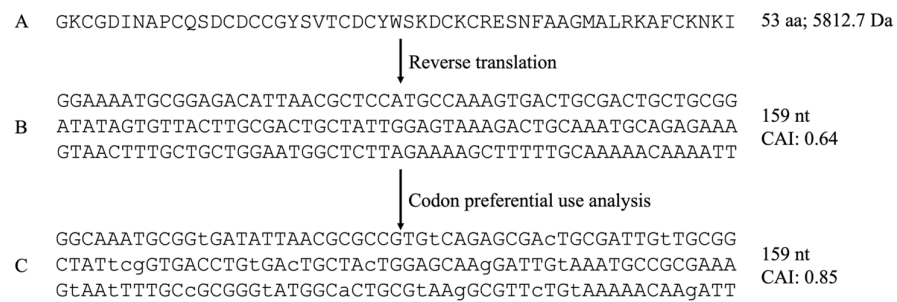 A GKCGDINAPCQSDCDCCGYSVTCDCYWSKDCKCRESNFAAGMALRKAFCKNKI 53 aa; 5812.7 Da
Reverse translation
GGAAAATGCGGAGACATTAACGCTCCATGCCAAAGTGACTGCGACTGCTGCGG
B ATATAGTGTTACTTGCGACTGCTATTGGAGTAAAGACTGCAAATGCAGAGAAA 159 nt
CAI: 0.64
GTAACTTTGCTGCTGGAATGGCTCTTAGAAAAGCTTTTTGCAAAAACAAAATT
Codon preferential use analysis
GGCAAATGCGGtGATATTAACGCGCCGTGtCAGAGCGAcTGCGATTGtTGCGG
C CTATtcgGTGACCTGtGAcTGCTAcTGGAGCAAgGATTGtAAATGCCGCGAAA 159 nt
CAI: 0.85
GtAAtTTTGCcGCGGGtATGGCaCTGCGtAAgGCGTTcTGtAAAAACAAgATT